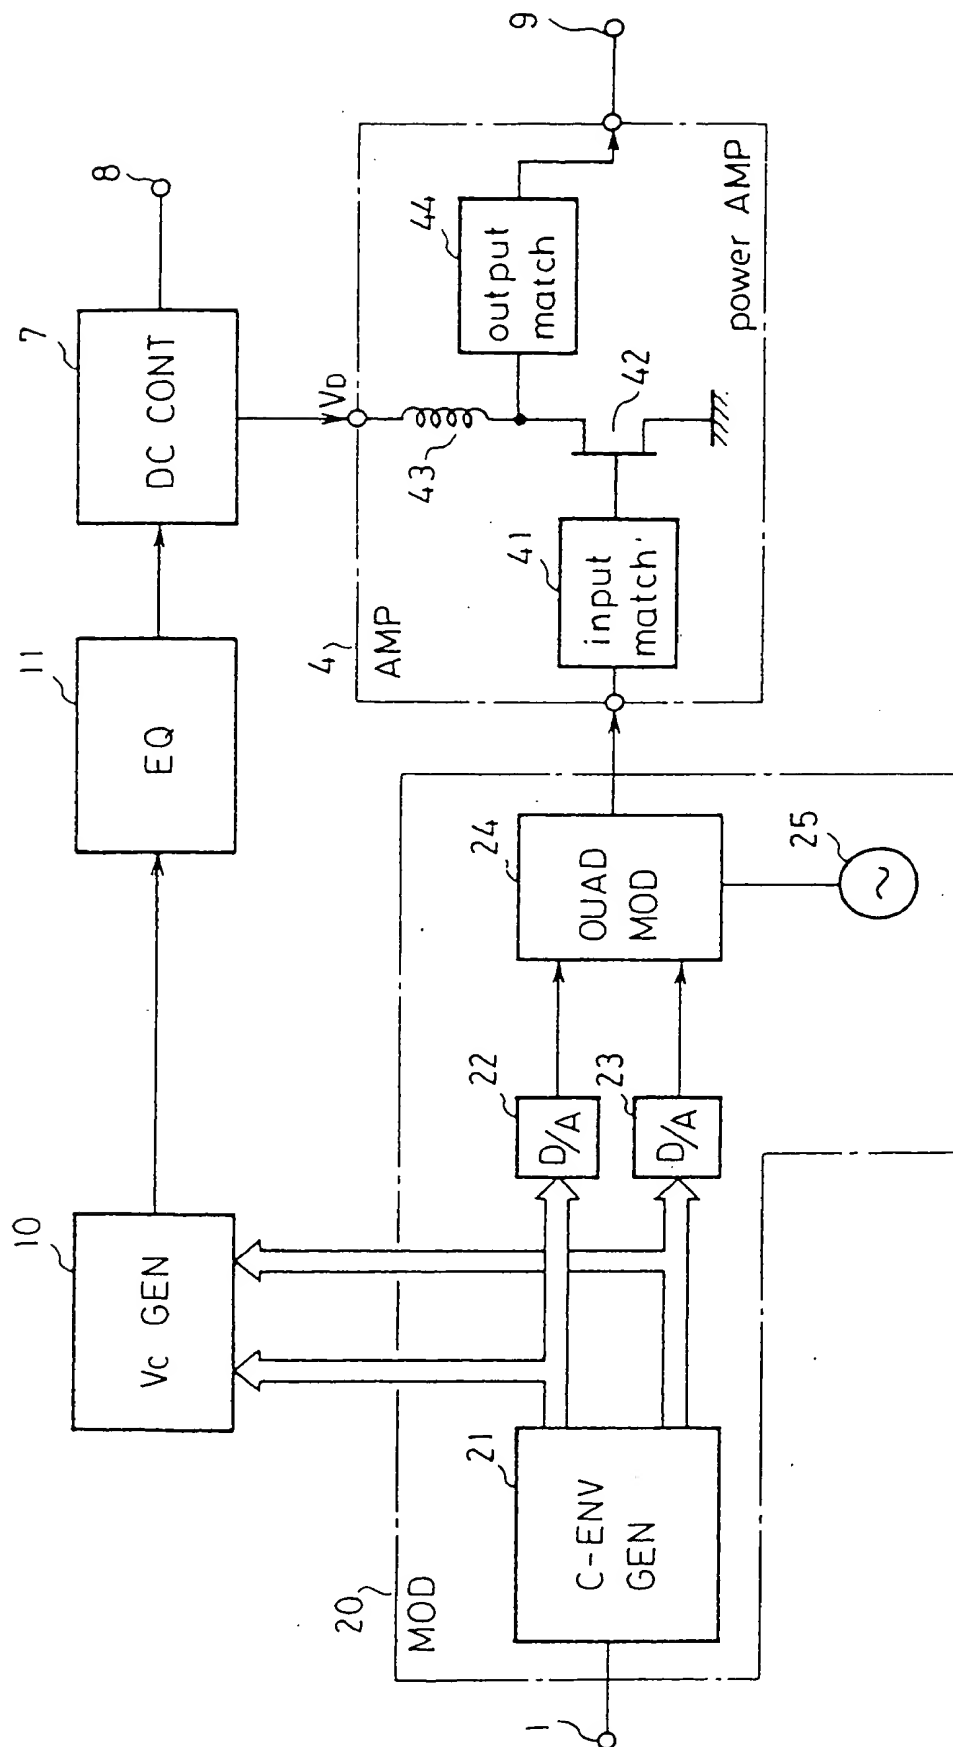 8
7
DC CONT
11
EQ
10
Vc GEN
9
VD
44
output
match
43
42
41
input
match
4
AMP
power AMP
20
MOD
21
C-ENV
GEN
22
D/A
23
D/A
24
OUAD
MOD
25
~
1